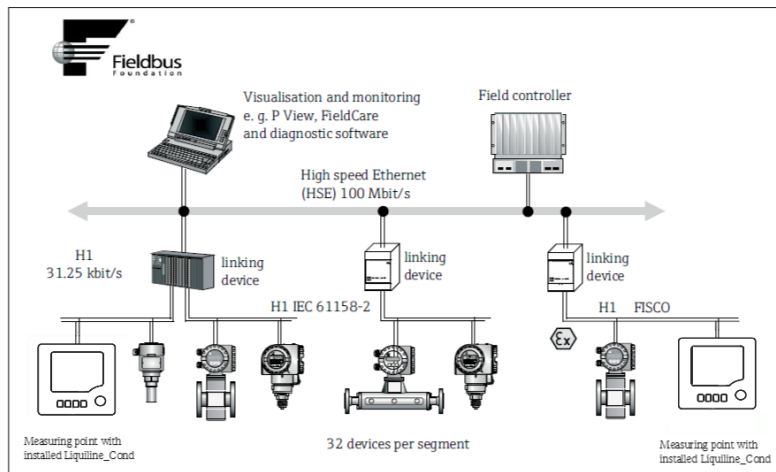 Fieldbus
Foundation
Visualisation and monitoring
e. g. P View, FieldCare
and diagnostic software
Field controller
High speed Ethernet
(HSE) 100 Mbit/s
H1
31.25 kbit/s
linking
device
linking
device
linking
device
H1 IEC 61158-2
H1 FISCO
Ex
Measuring point with
installed Liquiline_Cond
32 devices per segment
Measuring point with
installed Liquiline_Cond